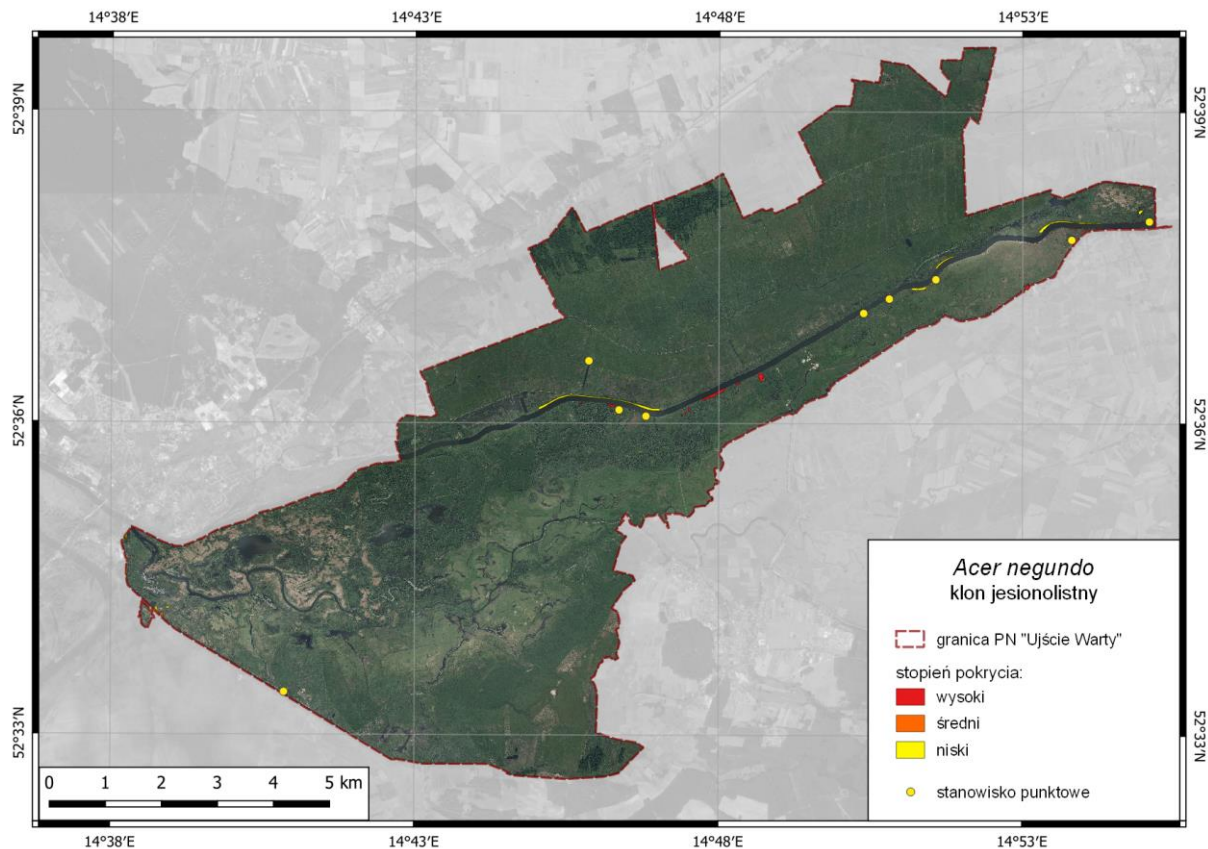 14°38'E 14°43'E 14°48'E 14°53'E
52°39'N 52°39'N
52°36'N 52°36'N
52°33'N 52°33'N
Acer negundo
klon jesionolistny
granica PN "Ujście Warty"
stopień pokrycia:
wysoki
średni
niski
stanowisko punktowe
0 1 2 3 4 5 km
14°38'E 14°43'E 14°48'E 14°53'E